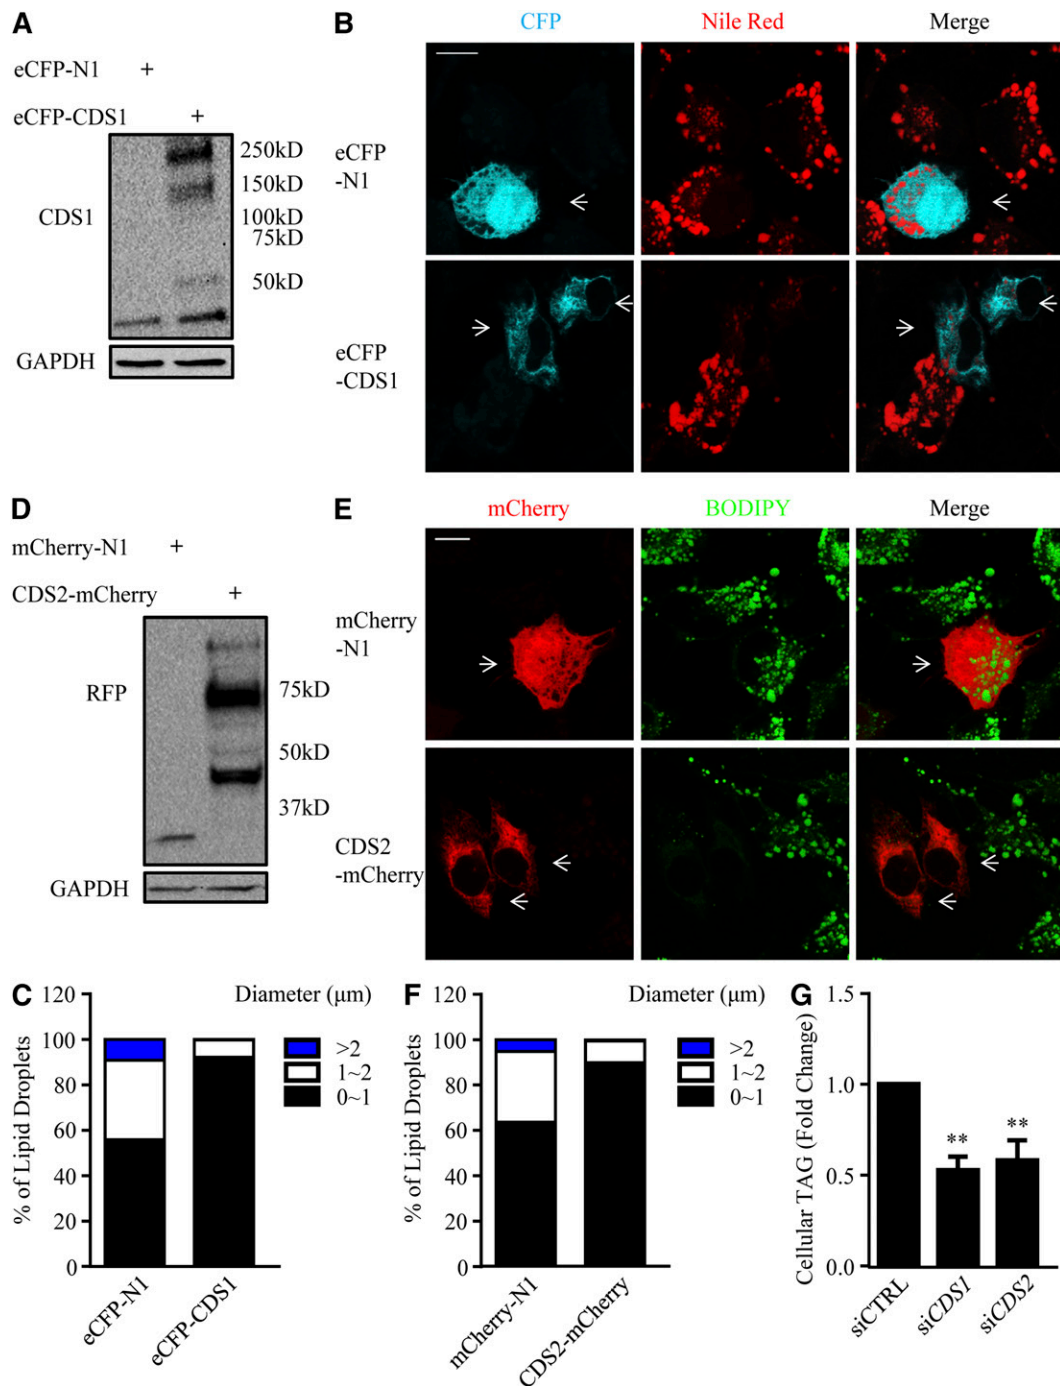 A
eCFP-N1 +
eCFP-CDS1 +
CDS1
250kD
150kD
100kD
75kD
50kD
GAPDH
B
CFP Nile Red Merge
eCFP
-N1
eCFP
-CDS1
D
mCherry-N1 +
CDS2-mCherry +
RFP
75kD
50kD
37kD
GAPDH
E
mCherry BODIPY Merge
mCherry
-N1
CDS2
-mCherry
C
Diameter (μm)
>2
1~2
0~1
% of Lipid Droplets
120
100
80
60
40
20
0
eCFP-N1
eCFP-CDS1
F
Diameter (μm)
>2
1~2
0~1
% of Lipid Droplets
120
100
80
60
40
20
0
mCherry-N1
CDS2-mCherry
G
Cellular TAG (Fold Change)
1.5
1.0
0.5
0
** **
siCTRL
siCDS1
siCDS2